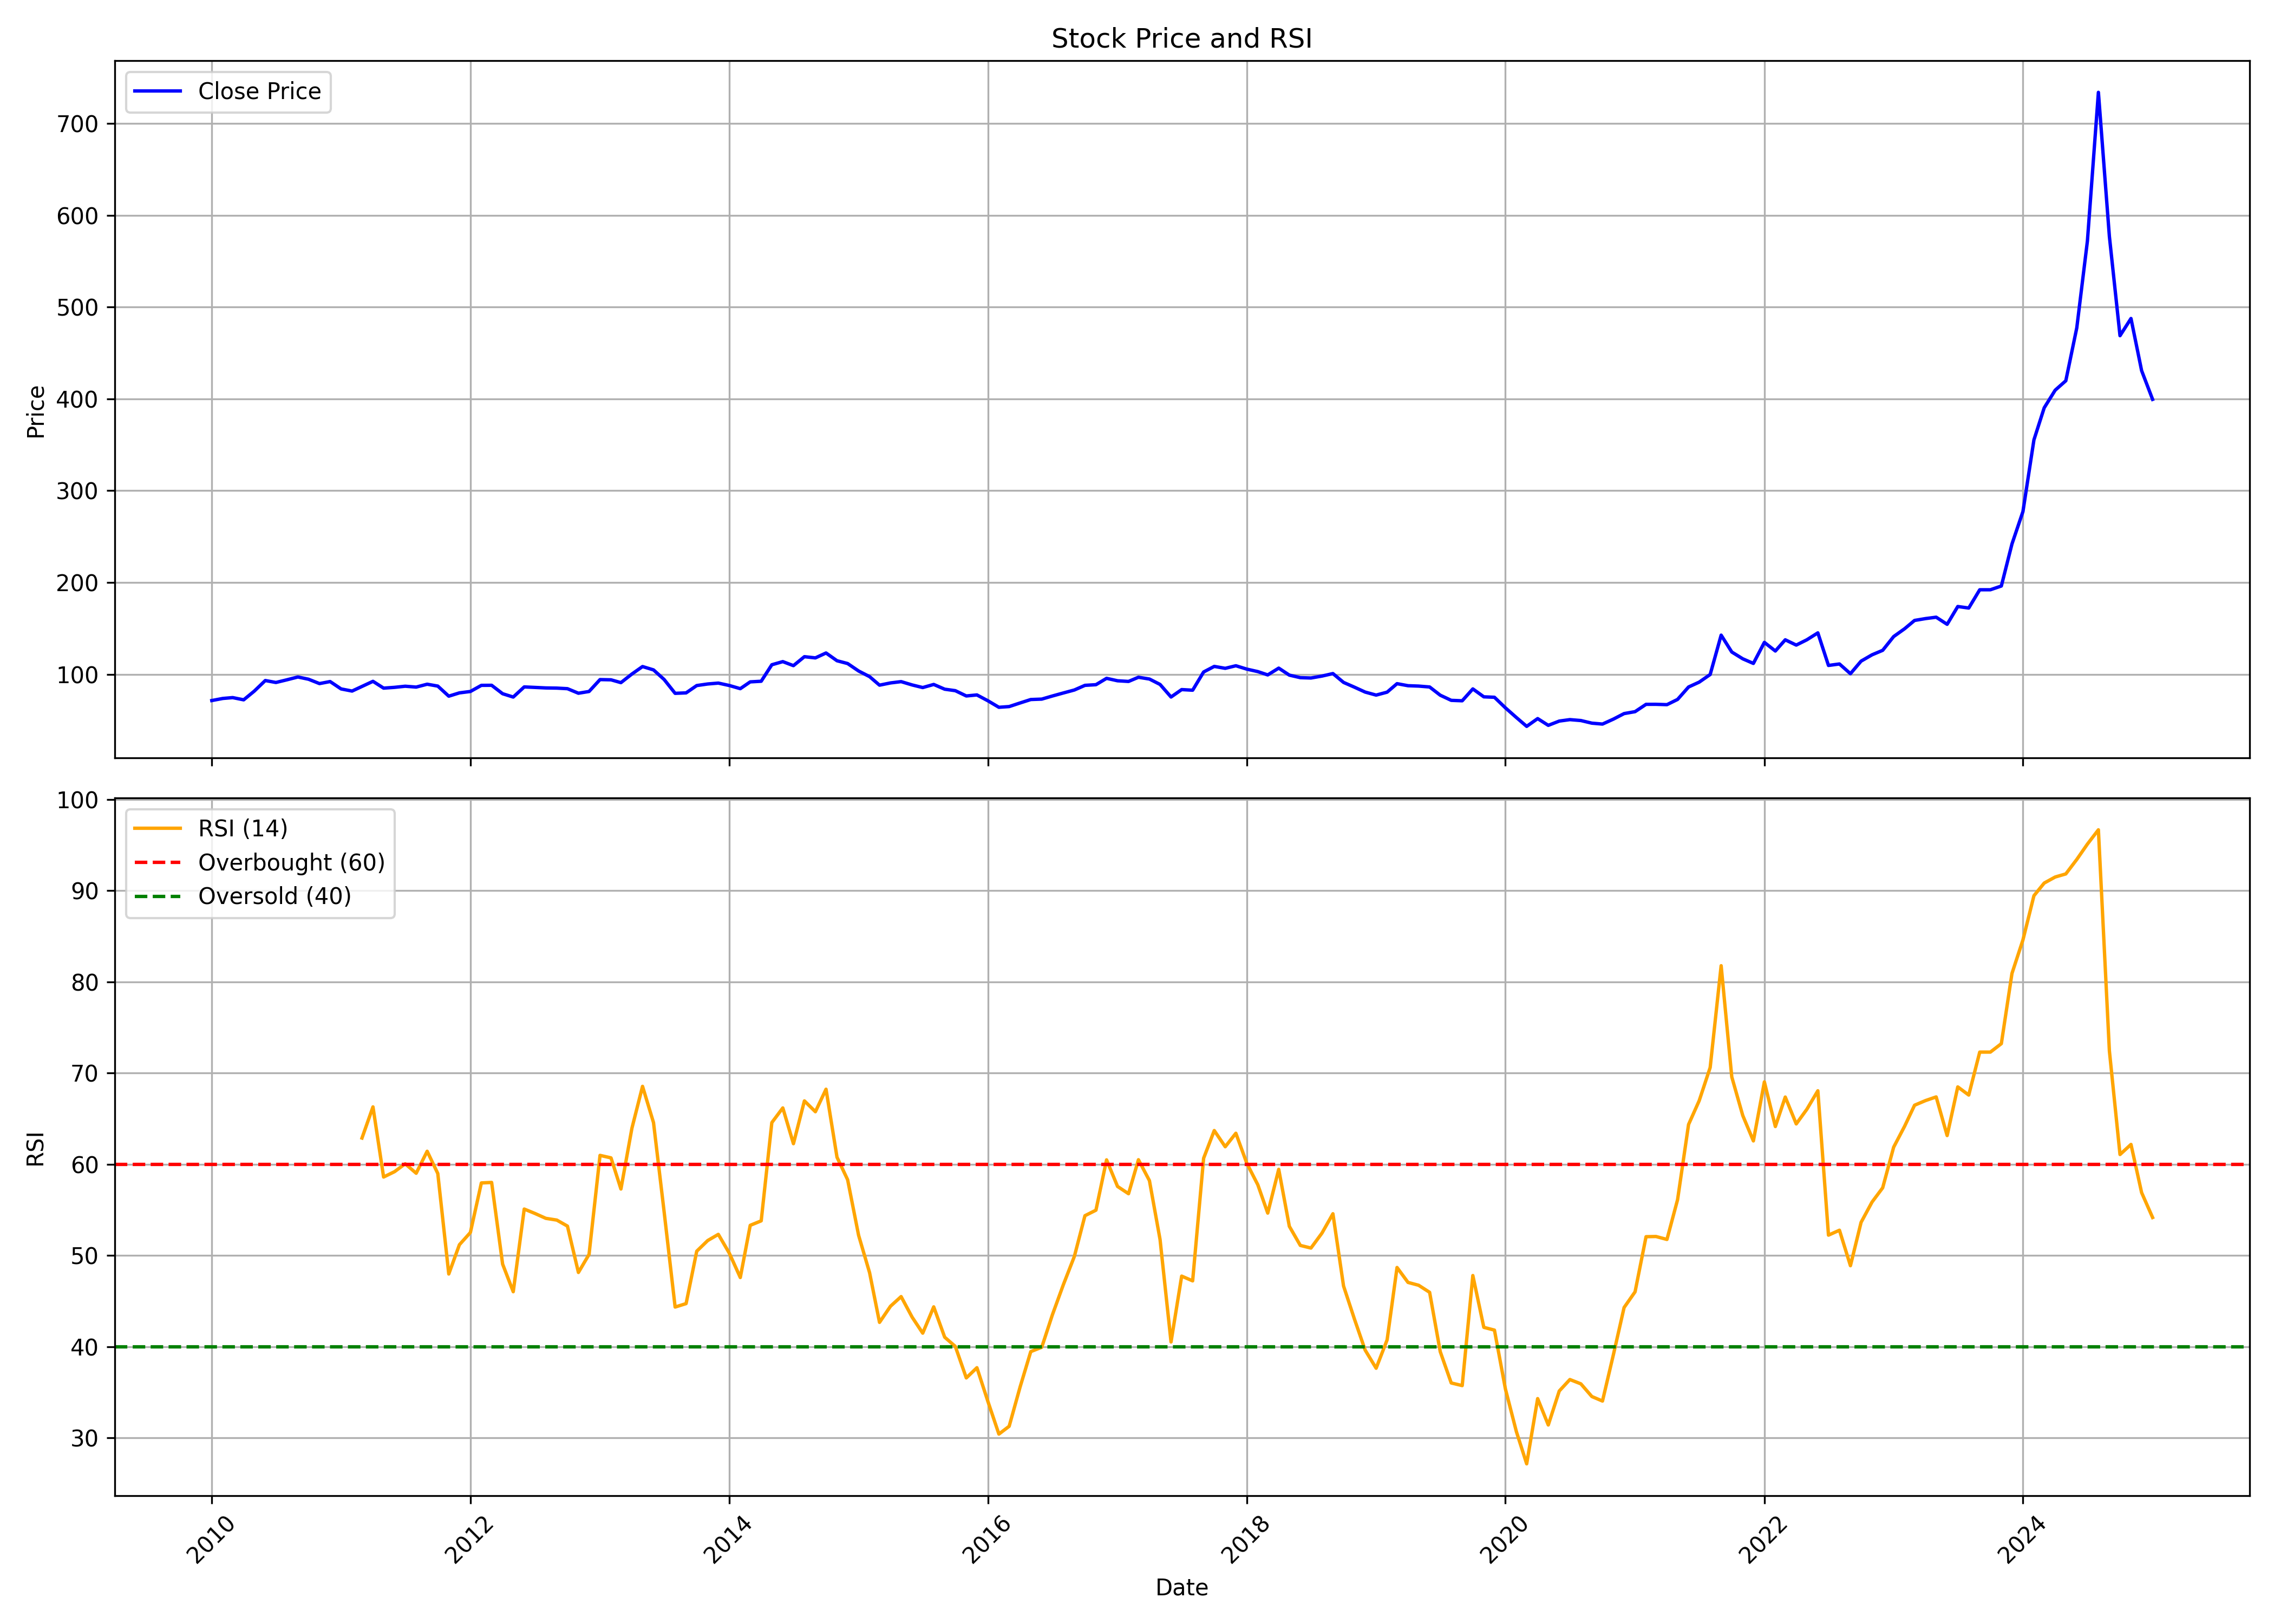 Stock Price and RSI
Close Price
700
600
500
400
300
200
100
Price
100
90
80
70
60
50
40
30
RSI
RSI (14)
Overbought (60)
Oversold (40)
2010
2012
2014
2016
2018
2020
2022
2024
Date